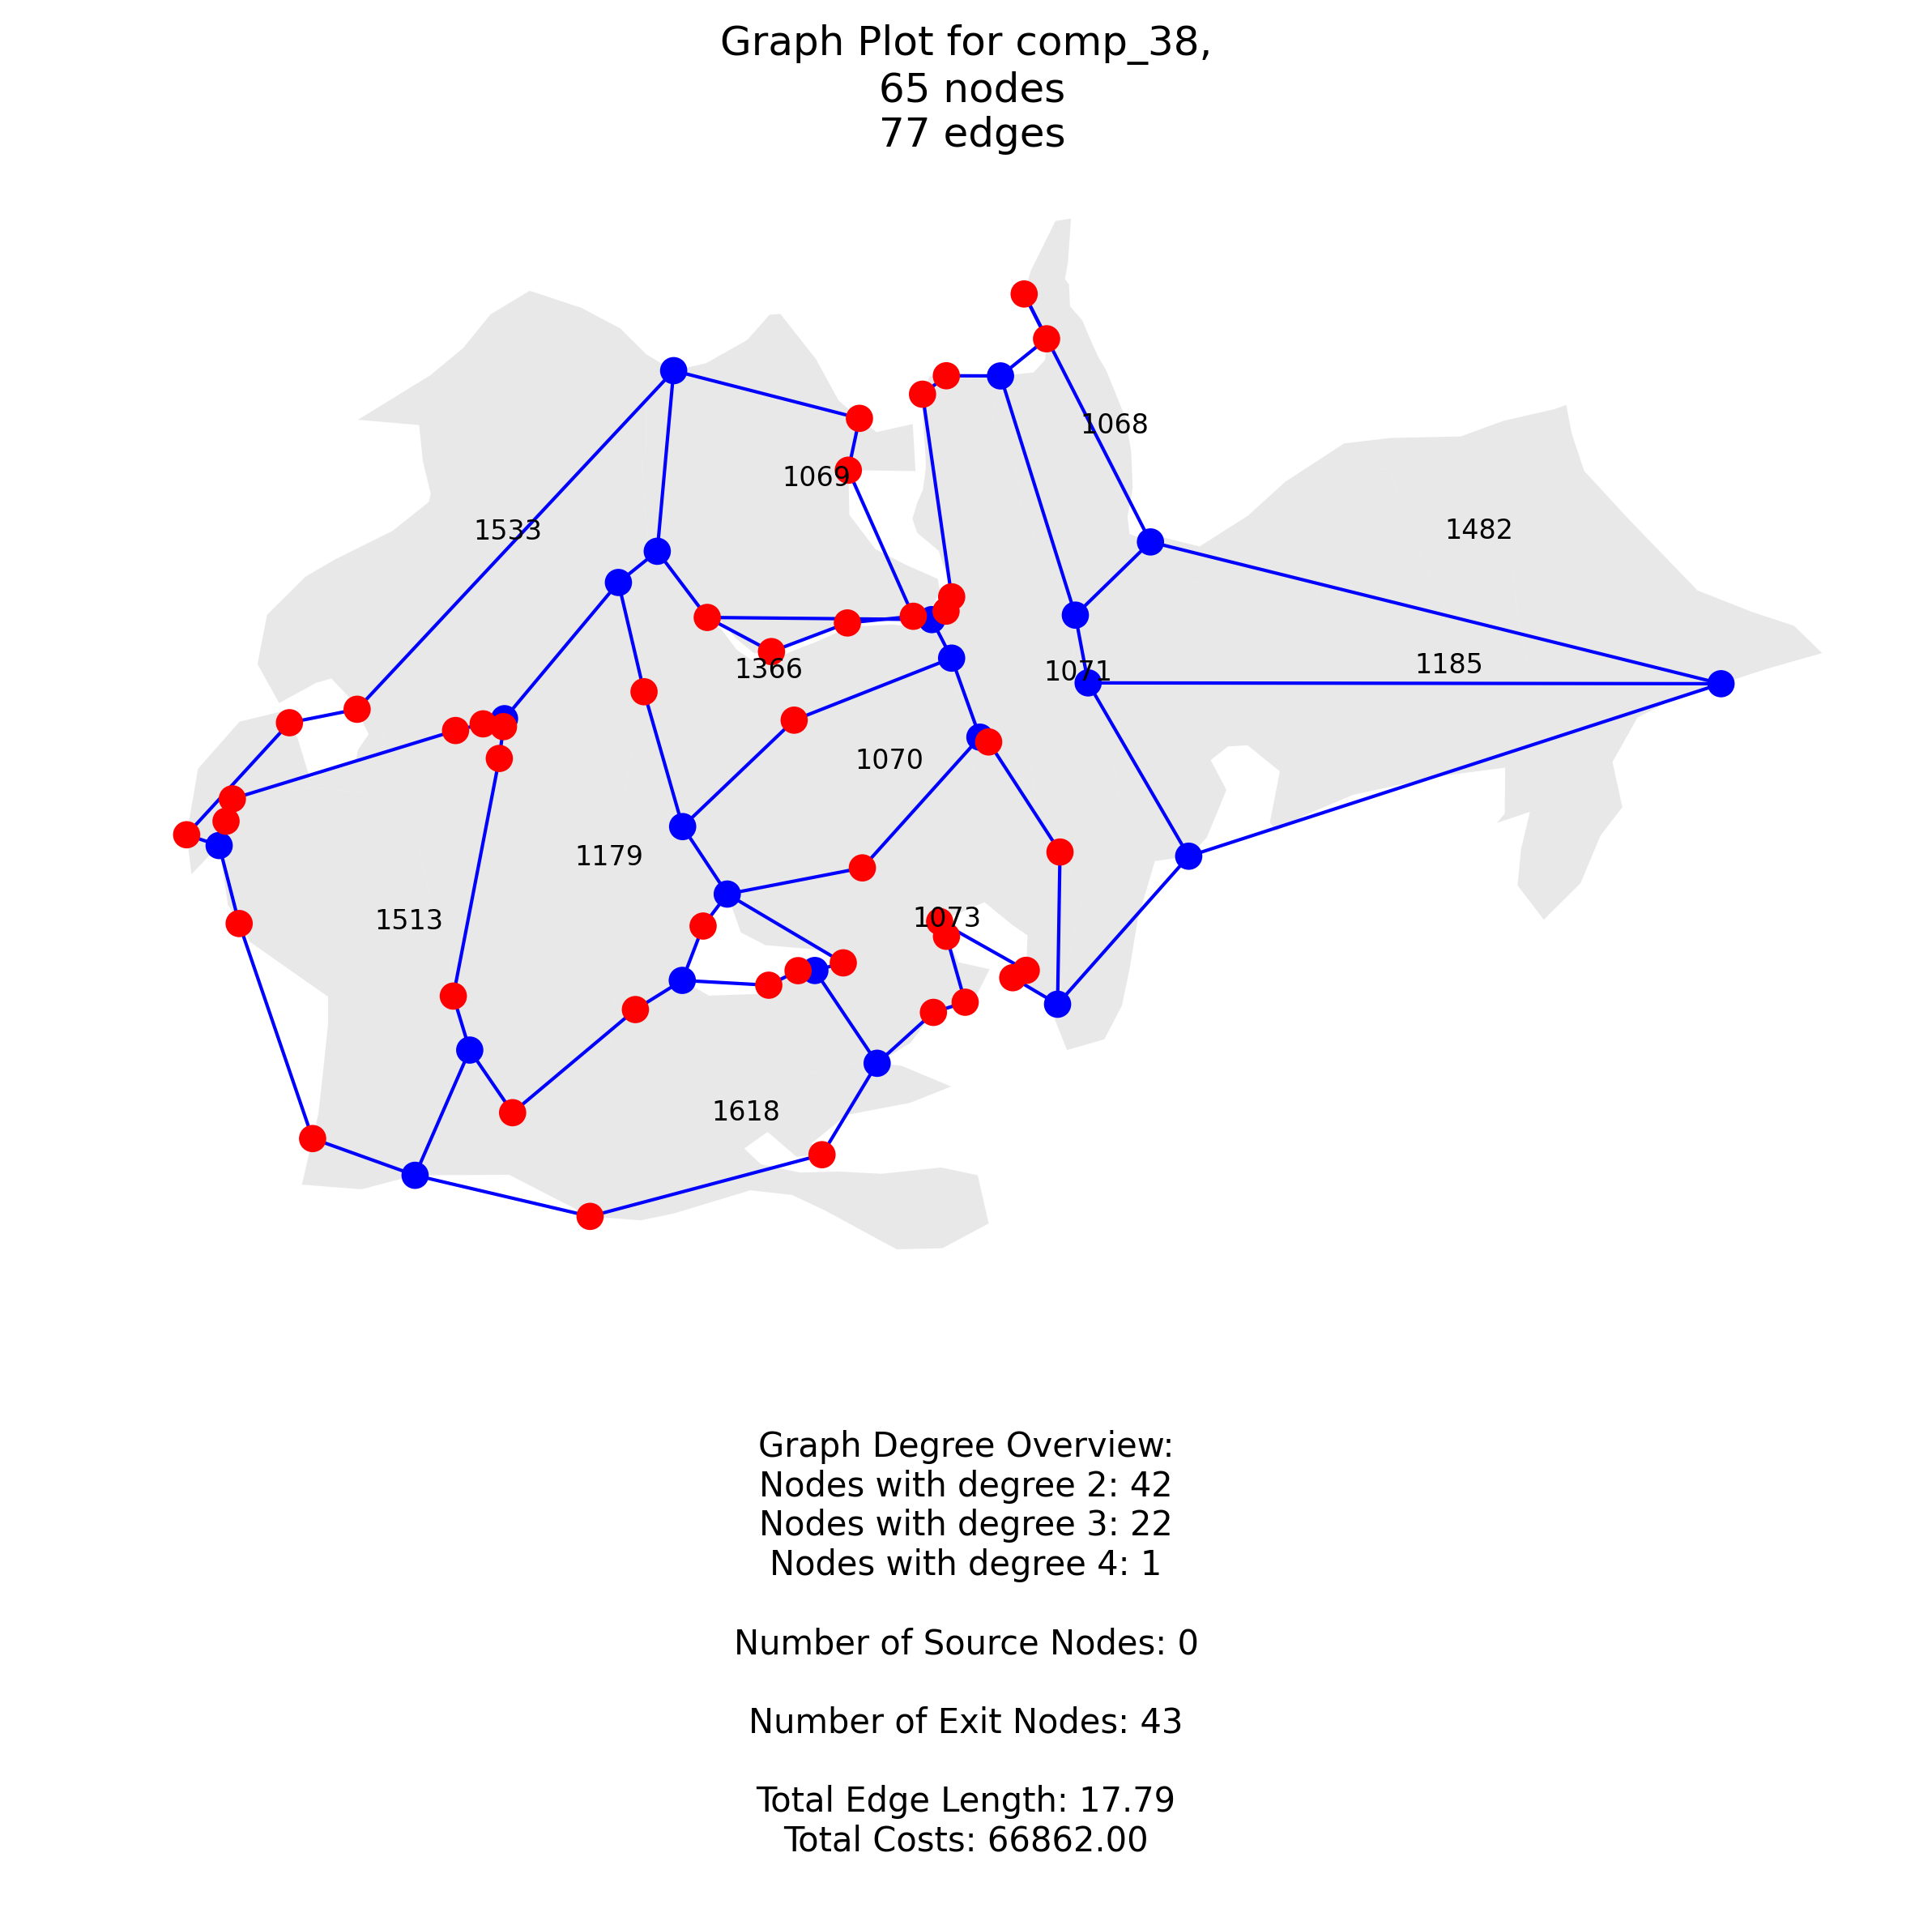 Graph Plot for comp_38,
65 nodes
77 edges
1068
1069
1533
1482
1366
1071
1185
1070
1179
1513
1073
1618
Graph Degree Overview:
Nodes with degree 2: 42
Nodes with degree 3: 22
Nodes with degree 4: 1
Number of Source Nodes: 0
Number of Exit Nodes: 43
Total Edge Length: 17.79
Total Costs: 66862.00